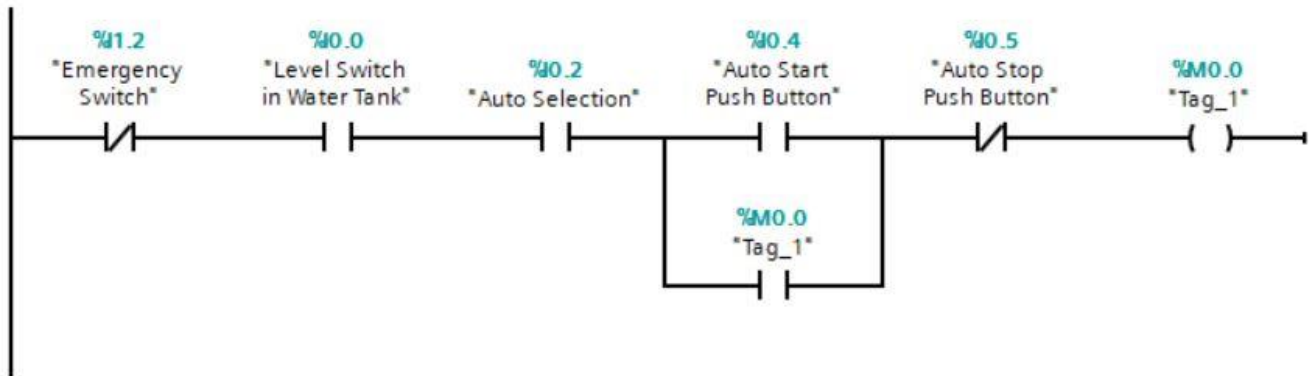 %I1.2
"Emergency
Switch"
%I0.0
"Level Switch
in Water Tank"
%I0.2
"Auto Selection"
%I0.4
"Auto Start
Push Button"
%I0.5
"Auto Stop
Push Button"
%M0.0
"Tag_1"
%M0.0
"Tag_1"